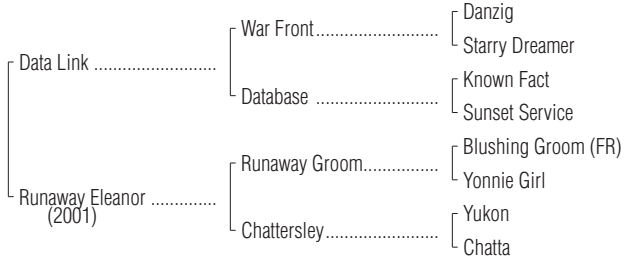 Danzig
War Front..........................
Starry Dreamer
Data Link ..........................
Known Fact
Database ..........................
Sunset Service
Blushing Groom (FR)
Runaway Groom................
Yonnie Girl
Runaway Eleanor ..............
(2001)
Yukon
Chattersley........................
Chatta